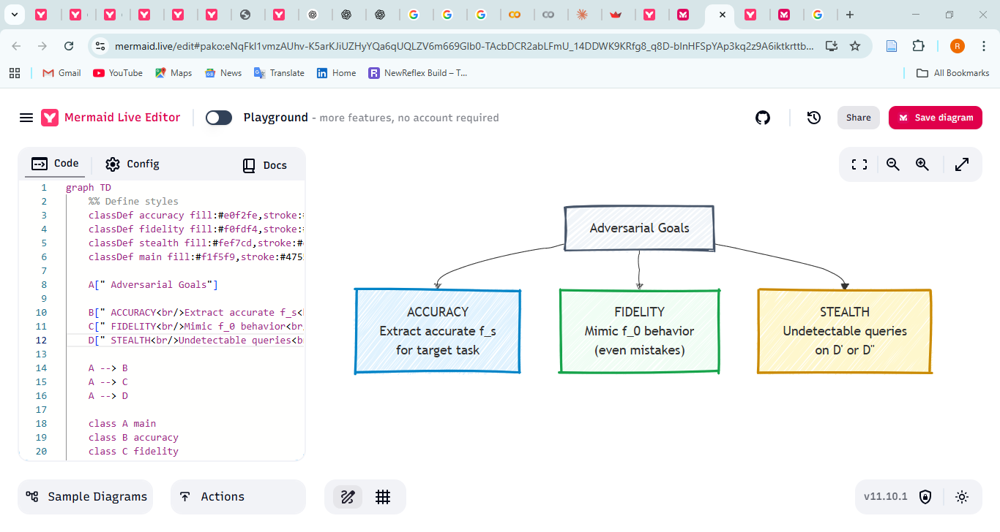 mermaid.live/edit#pako:eNqFkl1vmzAUhv-K5arKJiUZHyYQa6qUQLZV6m669GIb0-TAcbDCR2abLFmU_14DDWK9KRfg8_q8D-bInHFSpYAp3kq2z9A6iktkrttb...
Gmail
YouTube
Maps
News
Translate
Home
NewReflex Build – T...
All Bookmarks
Mermaid Live Editor
Playground - more features, no account required
Share
Save diagram
Code
Config
Docs
1 graph TD
2 %% Define styles
3 classDef accuracy fill:#e0f2fe,stroke:
4 classDef fidelity fill:#f0fdf4,stroke:
5 classDef stealth fill:#fef7cd,stroke:#
6 classDef main fill:#f1f5f9,stroke:#475
7
8 A[" Adversarial Goals"]
9
10 B[" ACCURACY<br/>Extract accurate f_s<
11 C[" FIDELITY<br/>Mimic f_0 behavior<br
12 D[" STEALTH<br/>Undetectable queries<b
13
14 A --> B
15 A --> C
16 A --> D
17
18 class A main
19 class B accuracy
20 class C fidelity
Adversarial Goals
ACCURACY
Extract accurate f_s
for target task
FIDELITY
Mimic f_0 behavior
(even mistakes)
STEALTH
Undetectable queries
on D' or D"
Sample Diagrams
Actions
v11.10.1
R